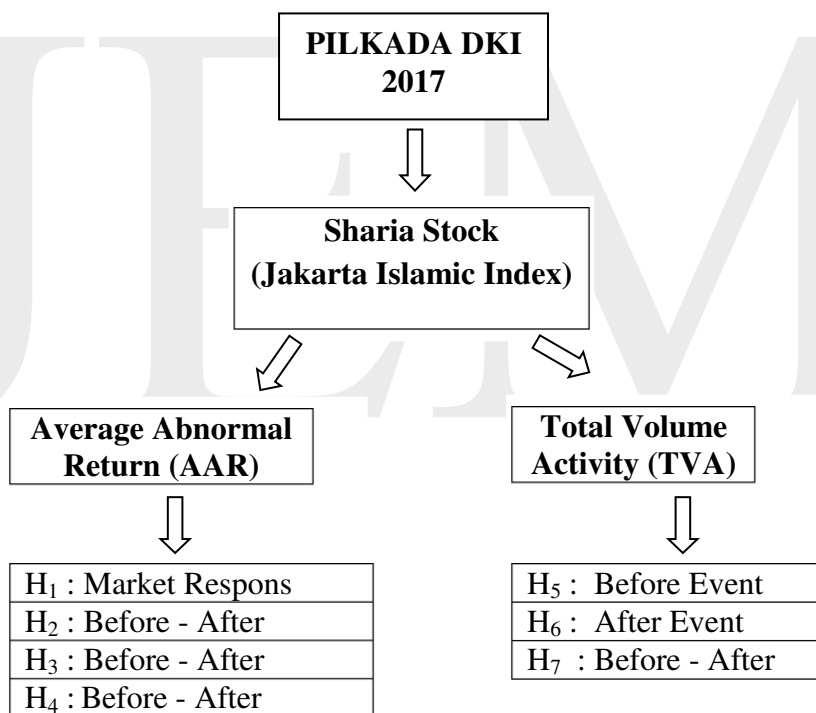 PILKADA DKI
2017
Sharia Stock
(Jakarta Islamic Index)
Average Abnormal
Return (AAR)
Total Volume
Activity (TVA)
H₁ : Market Respons
H₂ : Before - After
H₃ : Before - After
H₄ : Before - After
H₅ : Before Event
H₆ : After Event
H₇ : Before - After
JEM